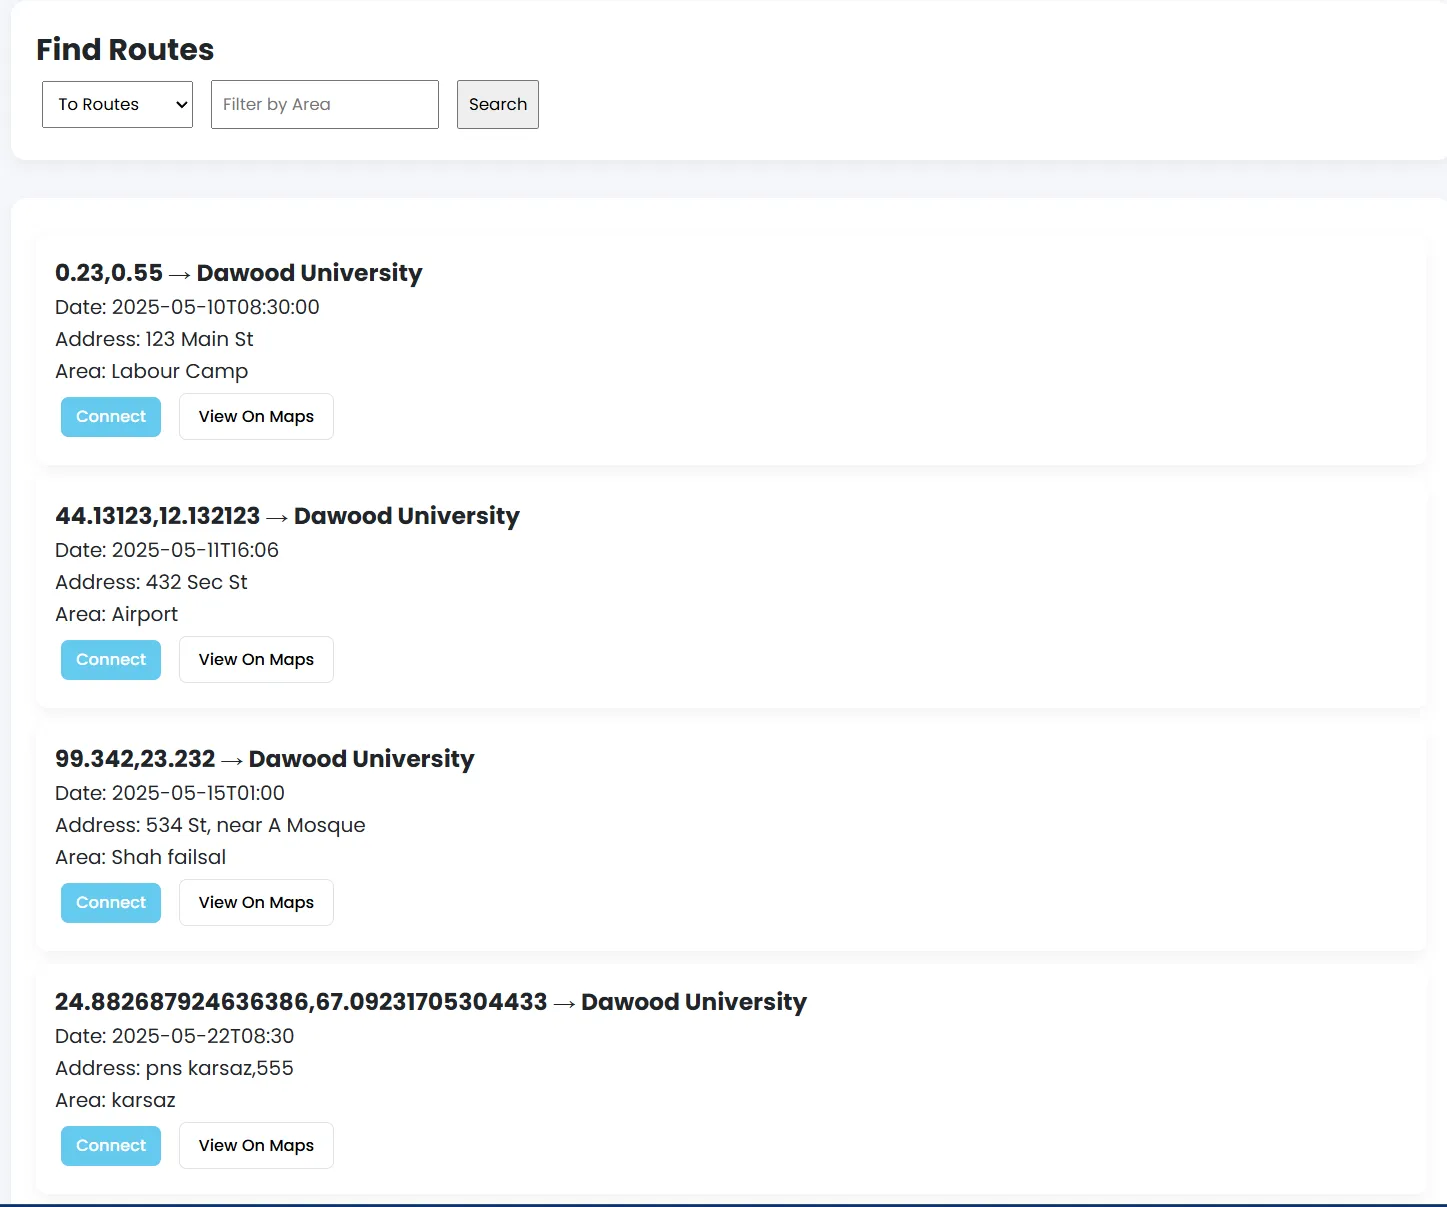 Find Routes
To Routes Filter by Area Search
0.23,0.55 → Dawood University
Date: 2025-05-10T08:30:00
Address: 123 Main St
Area: Labour Camp
Connect View On Maps
44.13123,12.132123 → Dawood University
Date: 2025-05-11T16:06
Address: 432 Sec St
Area: Airport
Connect View On Maps
99.342,23.232 → Dawood University
Date: 2025-05-15T01:00
Address: 534 St, near A Mosque
Area: Shah failsal
Connect View On Maps
24.882687924636386,67.09231705304433 → Dawood University
Date: 2025-05-22T08:30
Address: pns karsaz,555
Area: karsaz
Connect View On Maps